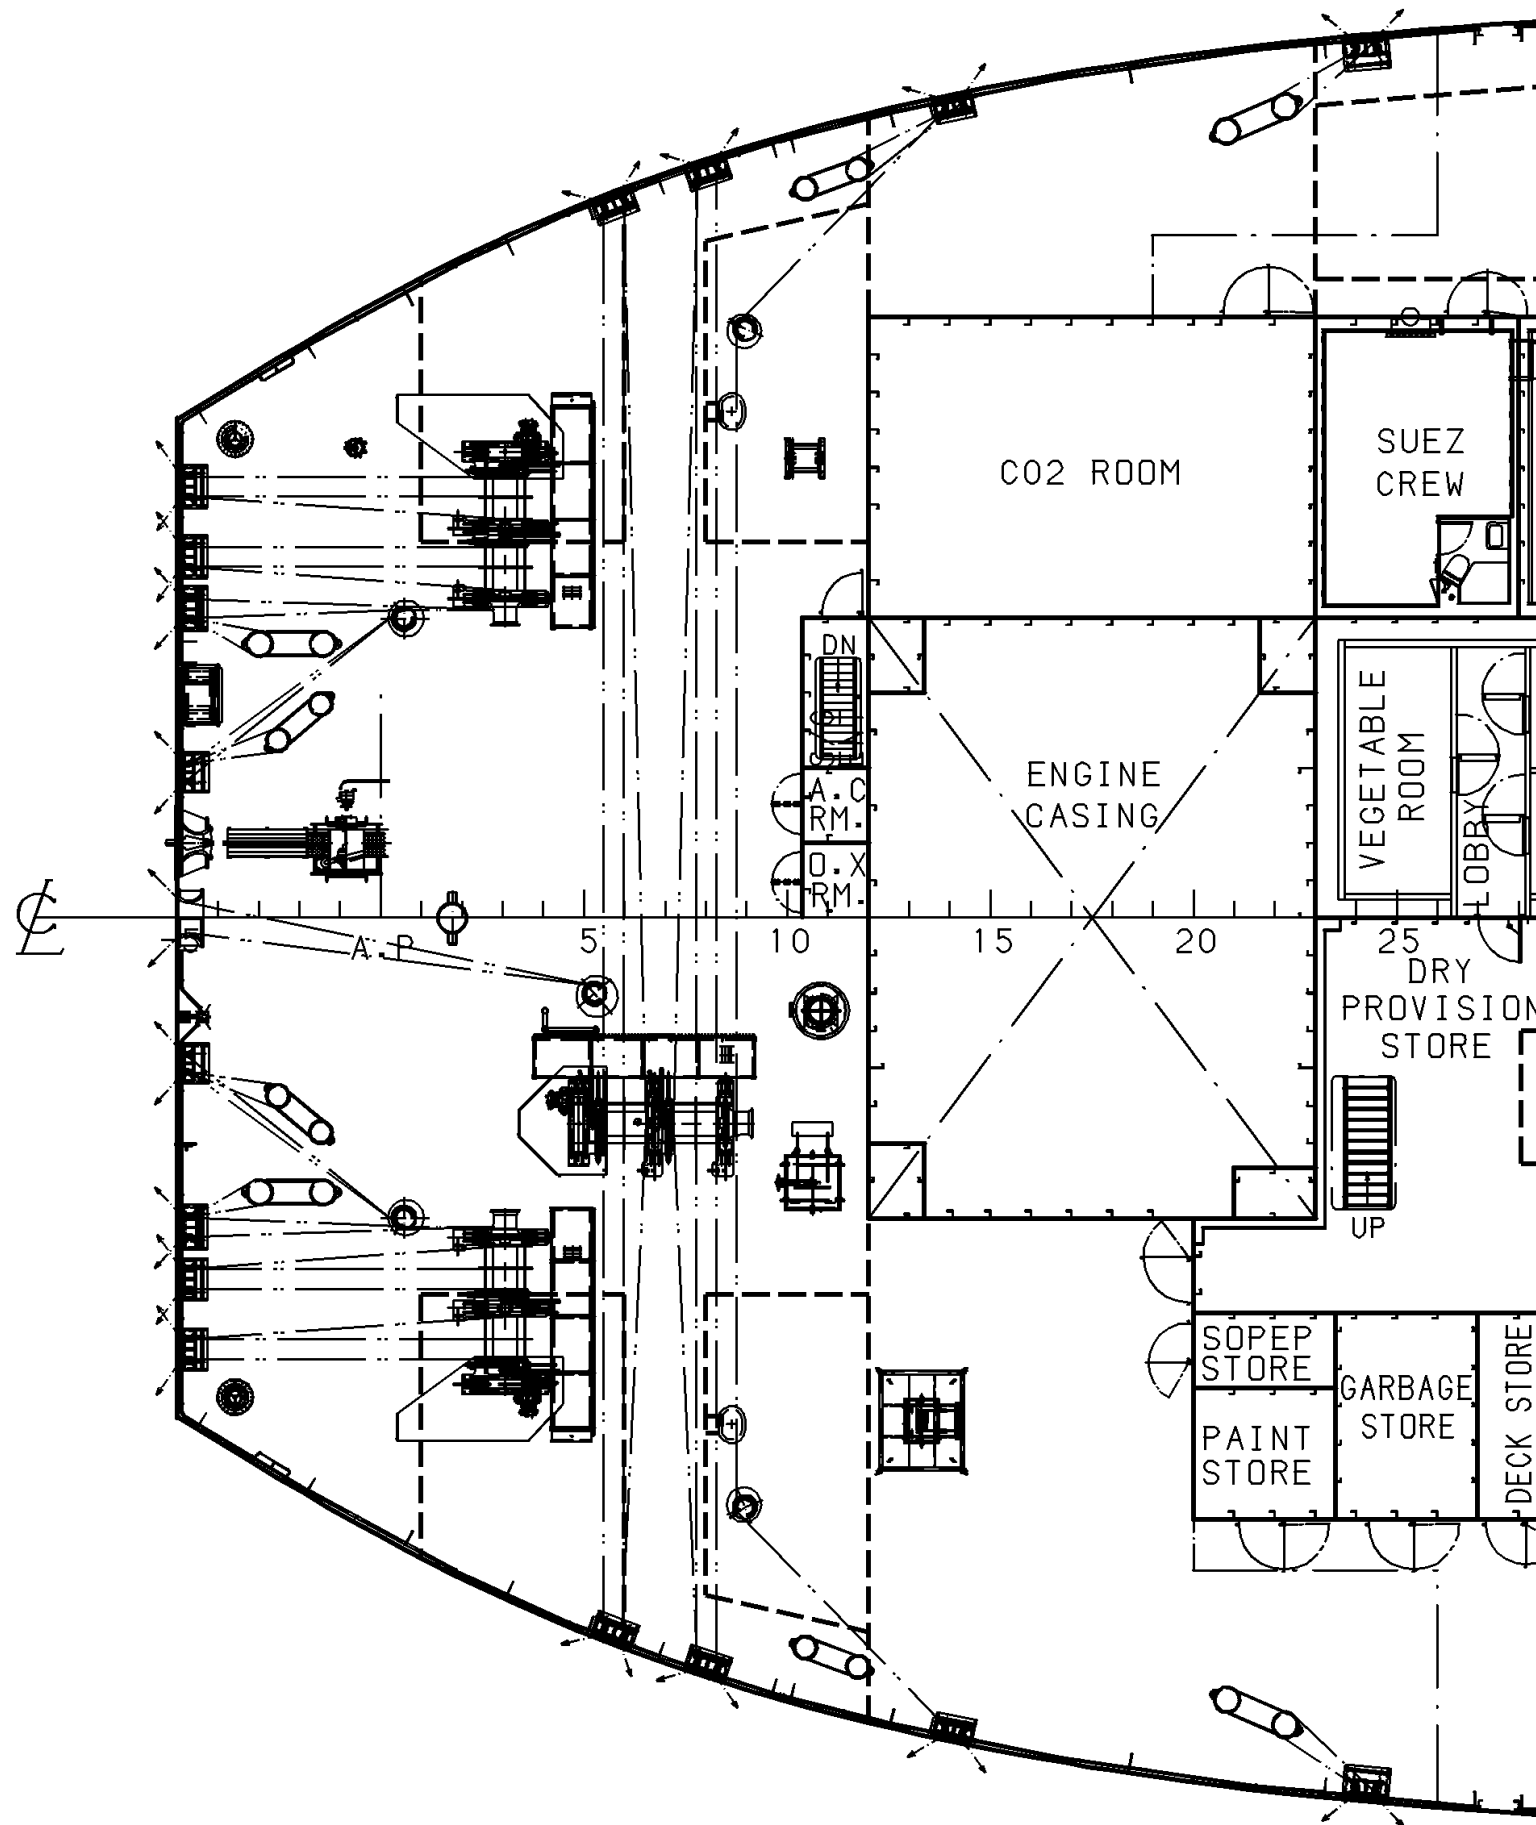 SUEZ
CREW
CO2 ROOM
DN
VEGETABLE
ROOM
LOBBY
ENGINE
CASING
A.C
RM.
O.X
RM.
℄
A.P
5
10
15
20
25
DRY
PROVISION
STORE
UP
SOPEP
STORE
GARBAGE
STORE
DECK STORE
PAINT
STORE